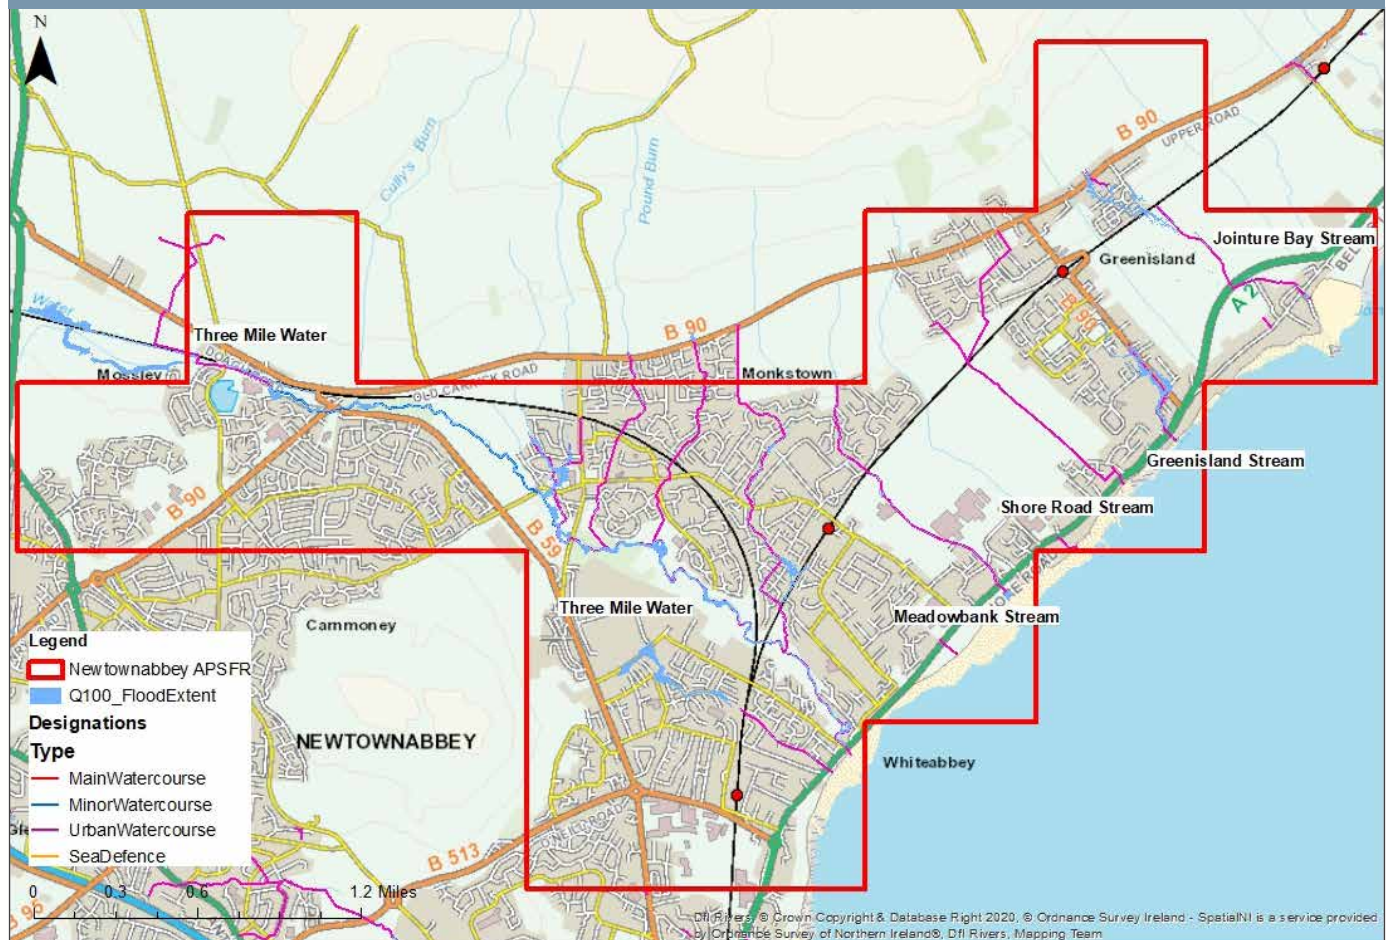 N
B 90
UPPER ROAD
Cully's Burn
Pound Burn
Jointure Bay Stream
Greenisland
A 2
Water
Three Mile Water
B 90
Mossley
OLD CARRICK ROAD
Monkstown
B 90
Greenisland Stream
B 90
Shore Road Stream
B 59
Three Mile Water
Meadowbank Stream
Carnmoney
Legend
Newtownabbey APSFR
Q100_FloodExtent
Designations
Type
MainWatercourse
MinorWatercourse
UrbanWatercourse
SeaDefence
NEWTOWNABBEY
Whiteabbey
B 513
0 0.3 0.6 1.2 Miles
DfI Rivers, © Crown Copyright & Database Right 2020, © Ordnance Survey Ireland - SpatialNI is a service provided
by Ordnance Survey of Northern Ireland®, DfI Rivers, Mapping Team